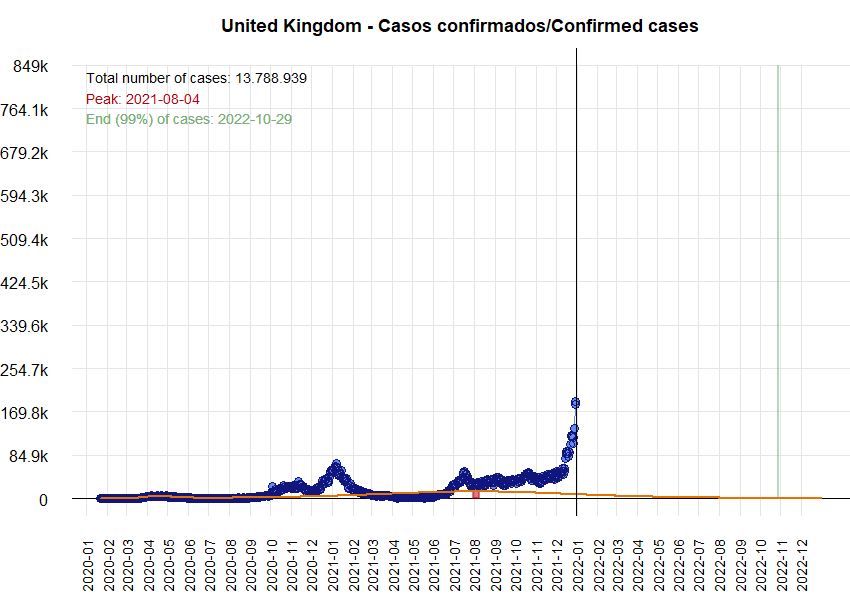 United Kingdom - Casos confirmados/Confirmed cases
849k
764.1k
679.2k
594.3k
509.4k
424.5k
339.6k
254.7k
169.8k
84.9k
0
Total number of cases: 13.788.939
Peak: 2021-08-04
End (99%) of cases: 2022-10-29
2020-01
2020-02
2020-03
2020-04
2020-05
2020-06
2020-07
2020-08
2020-09
2020-10
2020-11
2020-12
2021-01
2021-02
2021-03
2021-04
2021-05
2021-06
2021-07
2021-08
2021-09
2021-10
2021-11
2021-12
2022-01
2022-02
2022-03
2022-04
2022-05
2022-06
2022-07
2022-08
2022-09
2022-10
2022-11
2022-12